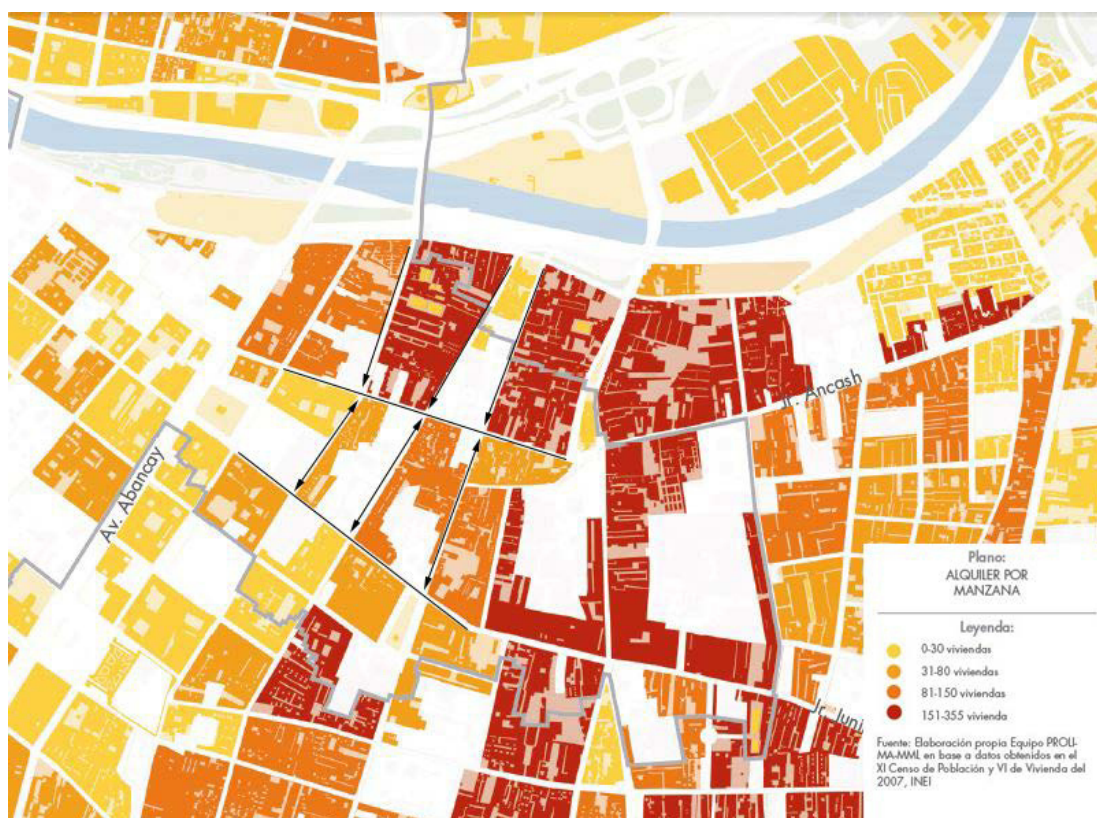 Jr. Ancash
Av. Abancay
Plano:
ALQUILER POR
MANZANA
Leyenda:
0-30 viviendas
31-80 viviendas
81-150 viviendas
151-355 vivienda
Jr. Juni
Fuente: Elaboración propia Equipo PROLI-
MA-MML en base a datos obtenidos en el
XI Censo de Población y VI de Vivienda del
2007, INEI